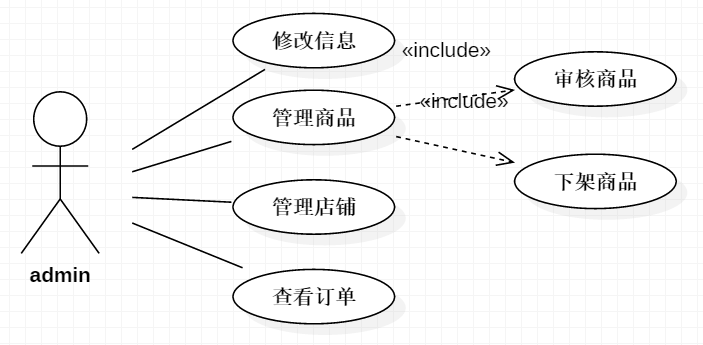 修改信息
«include»
审核商品
管理商品
«include»
下架商品
管理店铺
admin
查看订单